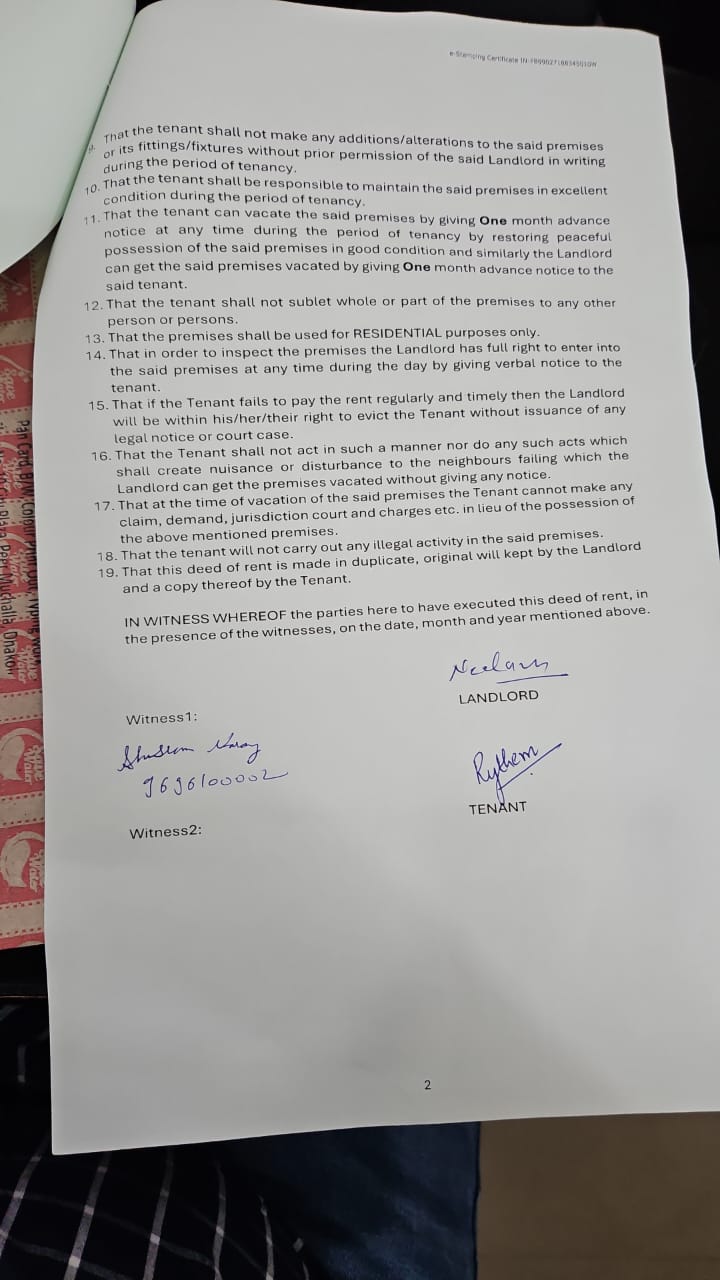 e-Stamping Certificate IN-
9. That the tenant shall not make any additions/alterations to the said premises
or its fittings/fixtures without prior permission of the said Landlord in writing
during the period of tenancy.
10. That the tenant shall be responsible to maintain the said premises in excellent
condition during the period of tenancy.
11. That the tenant can vacate the said premises by giving One month advance
notice at any time during the period of tenancy by restoring peaceful
possession of the said premises in good condition and similarly the Landlord
can get the said premises vacated by giving One month advance notice to the
said tenant.
12. That the tenant shall not sublet whole or part of the premises to any other
person or persons.
13. That the premises shall be used for RESIDENTIAL purposes only.
14. That in order to inspect the premises the Landlord has full right to enter into
the said premises at any time during the day by giving verbal notice to the
tenant.
15. That if the Tenant fails to pay the rent regularly and timely then the Landlord
will be within his/her/their right to evict the Tenant without issuance of any
legal notice or court case.
16. That the Tenant shall not act in such a manner nor do any such acts which
shall create nuisance or disturbance to the neighbours failing which the
Landlord can get the premises vacated without giving any notice.
17. That at the time of vacation of the said premises the Tenant cannot make any
claim, demand, jurisdiction court and charges etc. in lieu of the possession of
the above mentioned premises.
18. That the tenant will not carry out any illegal activity in the said premises.
19. That this deed of rent is made in duplicate, original will kept by the Landlord
and a copy thereof by the Tenant.
IN WITNESS WHEREOF the parties here to have executed this deed of rent, in
the presence of the witnesses, on the date, month and year mentioned above.
Neelam
LANDLORD
Witness1:
9696100002
Rythem
TENANT
Witness2:
2
Pan Card, B/W, Colour
Plaza Peer Muchalla, Dhakoli
Water
Water